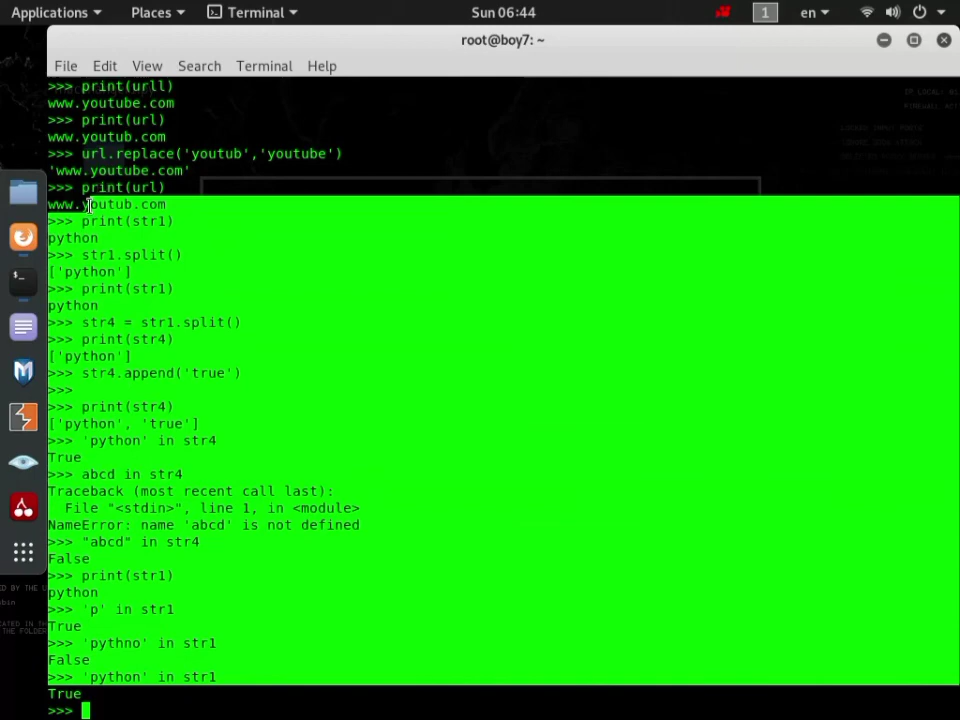 Applications Places Terminal Sun 06:44 1 en
root@boy7: ~
File Edit View Search Terminal Help
>>> print(urll)
www.youtube.com
>>> print(url)
www.youtub.com
>>> url.replace('youtub','youtube')
'www.youtube.com'
>>> print(url)
www.youtub.com
>>> print(str1)
python
>>> str1.split()
['python']
>>> print(str1)
python
>>> str4 = str1.split()
>>> print(str4)
['python']
>>> str4.append('true')
>>>
>>> print(str4)
['python', 'true']
>>> 'python' in str4
True
>>> abcd in str4
Traceback (most recent call last):
  File "<stdin>", line 1, in <module>
NameError: name 'abcd' is not defined
>>> "abcd" in str4
False
>>> print(str1)
python
>>> 'p' in str1
True
>>> 'pythno' in str1
False
>>> 'python' in str1
True
>>>